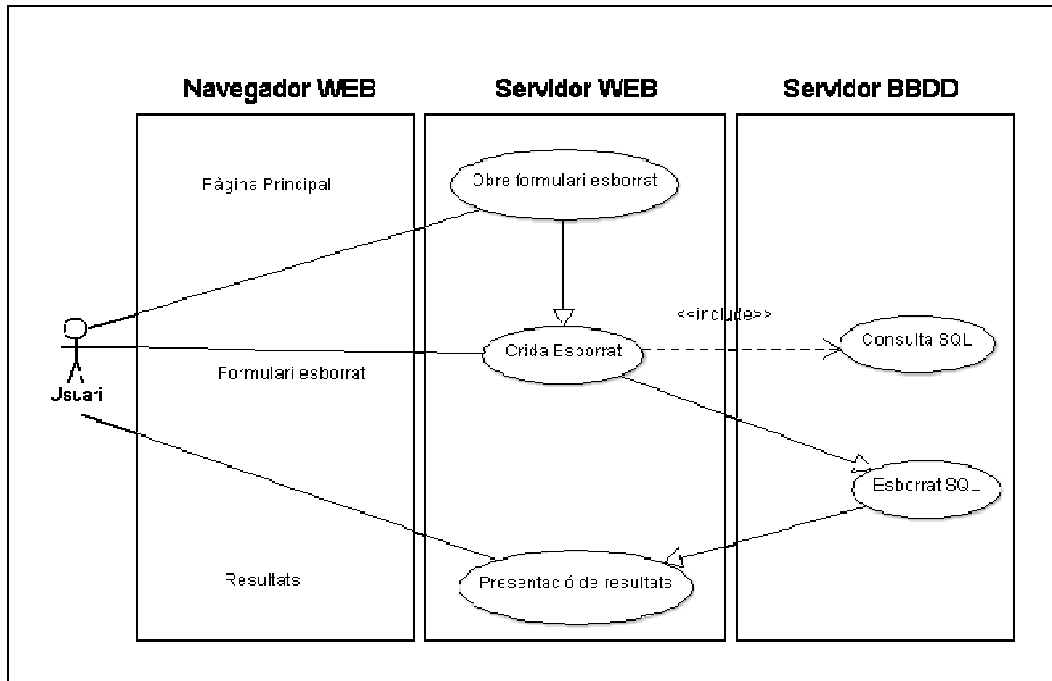 Navegador WEB
Servidor WEB
Servidor BBDD
Pàgina Principal
Obre formulari esborrat
<<include>>
Crida Esborrat
Consulta SQL
Formulari esborrat
Usuari
Esborrat SQL
Resultats
Presentació de resultats